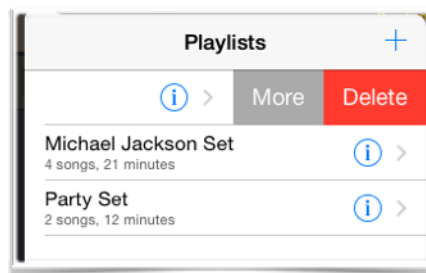 Playlists +
i > More Delete
Michael Jackson Set
4 songs, 21 minutes
i >
Party Set
2 songs, 12 minutes
i >